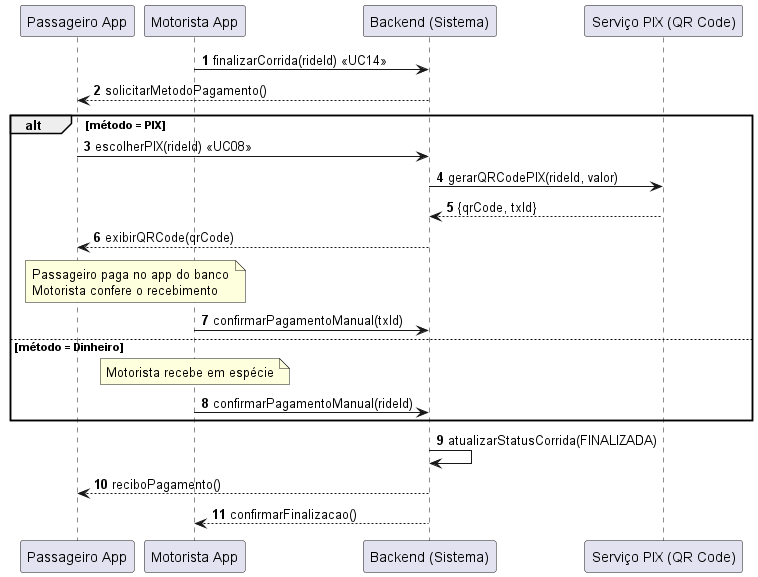 Passageiro App
Motorista App
Backend (Sistema)
Serviço PIX (QR Code)
1 finalizarCorrida(rideId) «UC14»
2 solicitarMetodoPagamento()
alt [método = PIX]
3 escolherPIX(rideId) «UC08»
4 gerarQRCodePIX(rideId, valor)
5 {qrCode, txId}
6 exibirQRCode(qrCode)
Passageiro paga no app do banco
Motorista confere o recebimento
7 confirmarPagamentoManual(txId)
[método = Dinheiro]
Motorista recebe em espécie
8 confirmarPagamentoManual(rideId)
9 atualizarStatusCorrida(FINALIZADA)
10 reciboPagamento()
11 confirmarFinalizacao()
Passageiro App
Motorista App
Backend (Sistema)
Serviço PIX (QR Code)